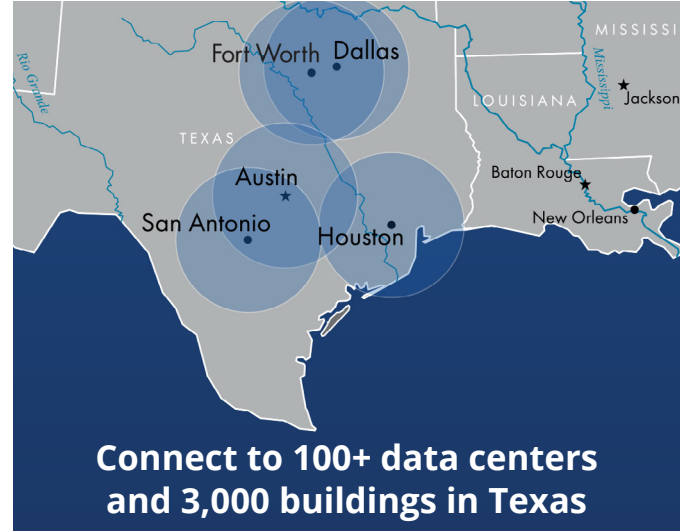 MISSISSI
Fort Worth
Dallas
Rio Grande
Mississippi
LOUISIANA
Jackson
TEXAS
Austin
Baton Rouge
San Antonio
Houston
New Orleans
Connect to 100+ data centers
and 3,000 buildings in Texas